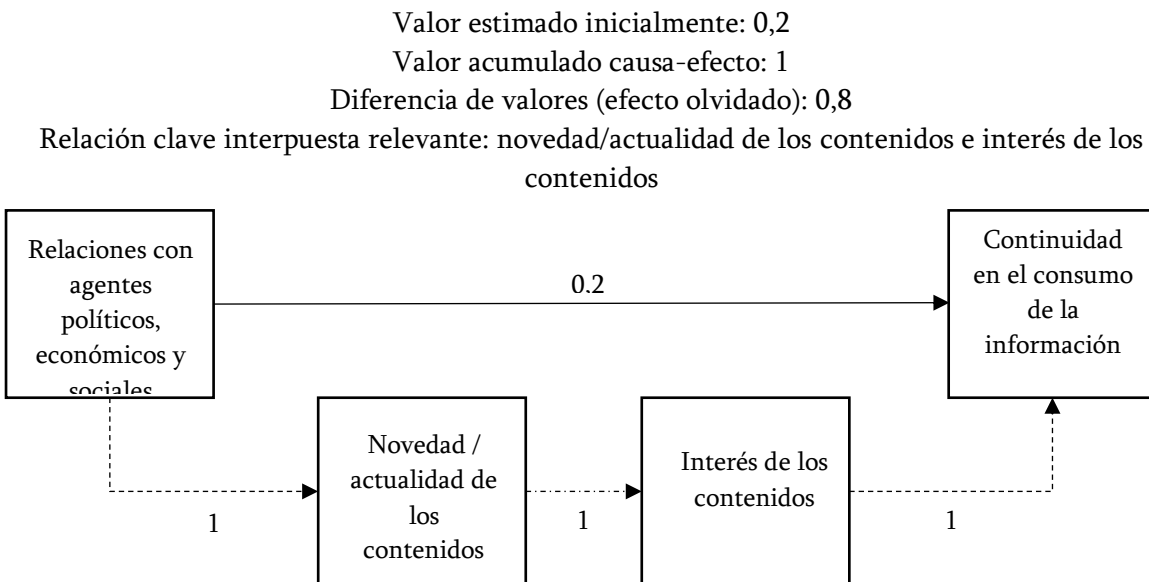 Valor estimado inicialmente: 0,2
Valor acumulado causa-efecto: 1
Diferencia de valores (efecto olvidado): 0,8
Relación clave interpuesta relevante: novedad/actualidad de los contenidos e interés de los
contenidos
Relaciones con
agentes
políticos,
económicos y
sociales
0.2
Continuidad
en el consumo
de la
información
Novedad /
actualidad de
los
contenidos
Interés de los
contenidos
1
1
1